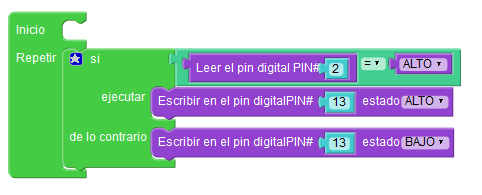 Inicio
Repetir si Leer el pin digital PIN# 2 = ALTO
ejecutar Escribir en el pin digitalPIN# 13 estado ALTO
de lo contrario Escribir en el pin digitalPIN# 13 estado BAJO